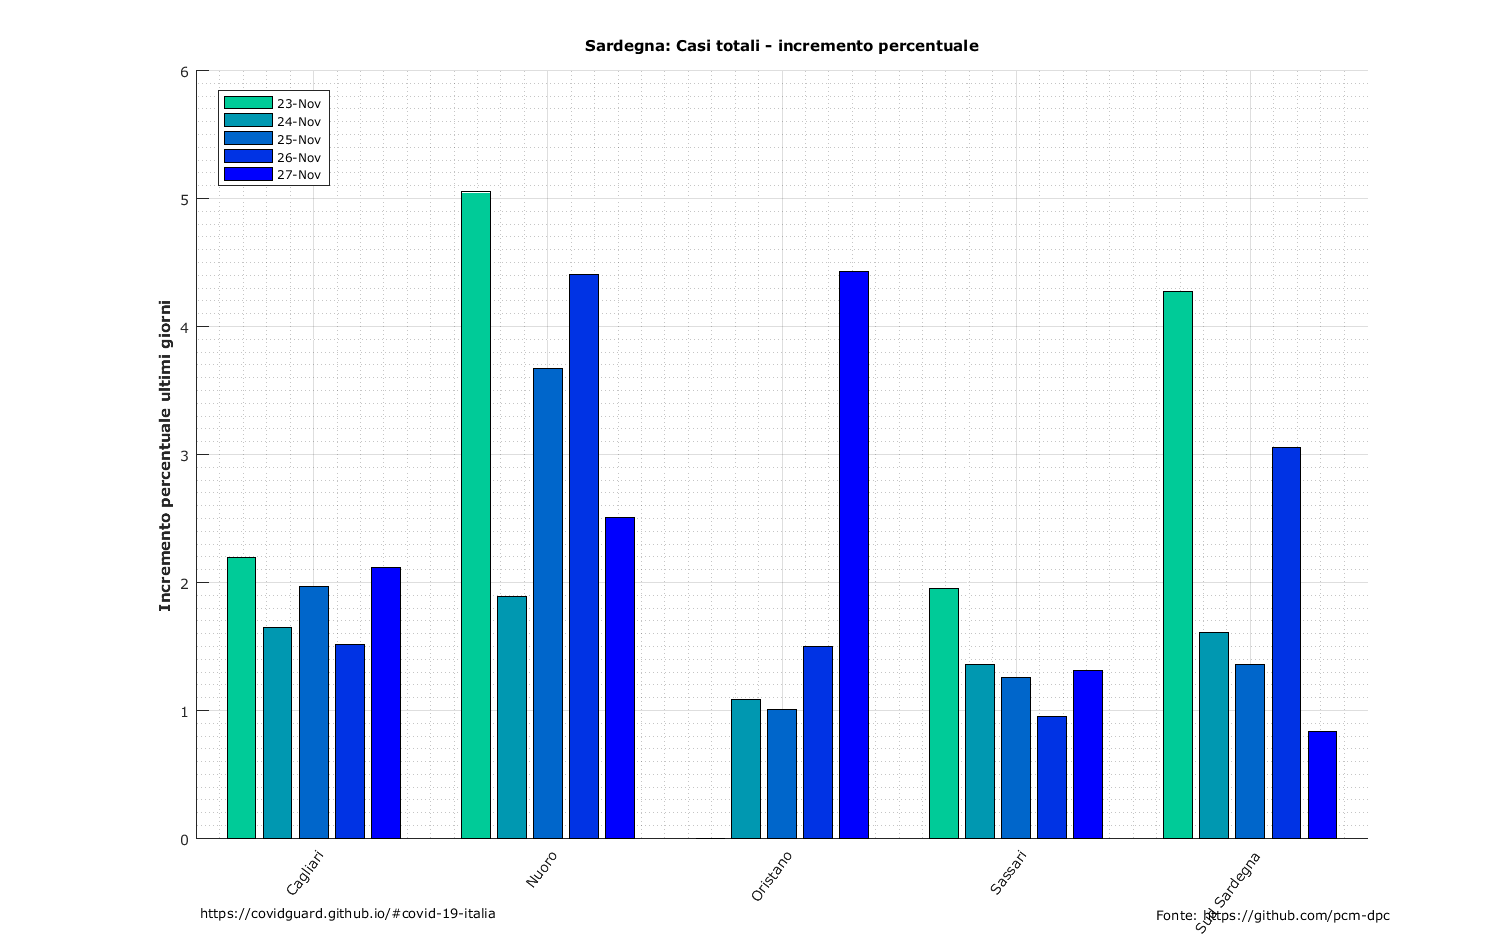 Sardegna: Casi totali - incremento percentuale
6
5
4
3
2
1
0
Incremento percentuale ultimi giorni
23-Nov
24-Nov
25-Nov
26-Nov
27-Nov
Cagliari
Nuoro
Oristano
Sassari
Sud Sardegna
https://covidguard.github.io/#covid-19-italia
Fonte: https://github.com/pcm-dpc